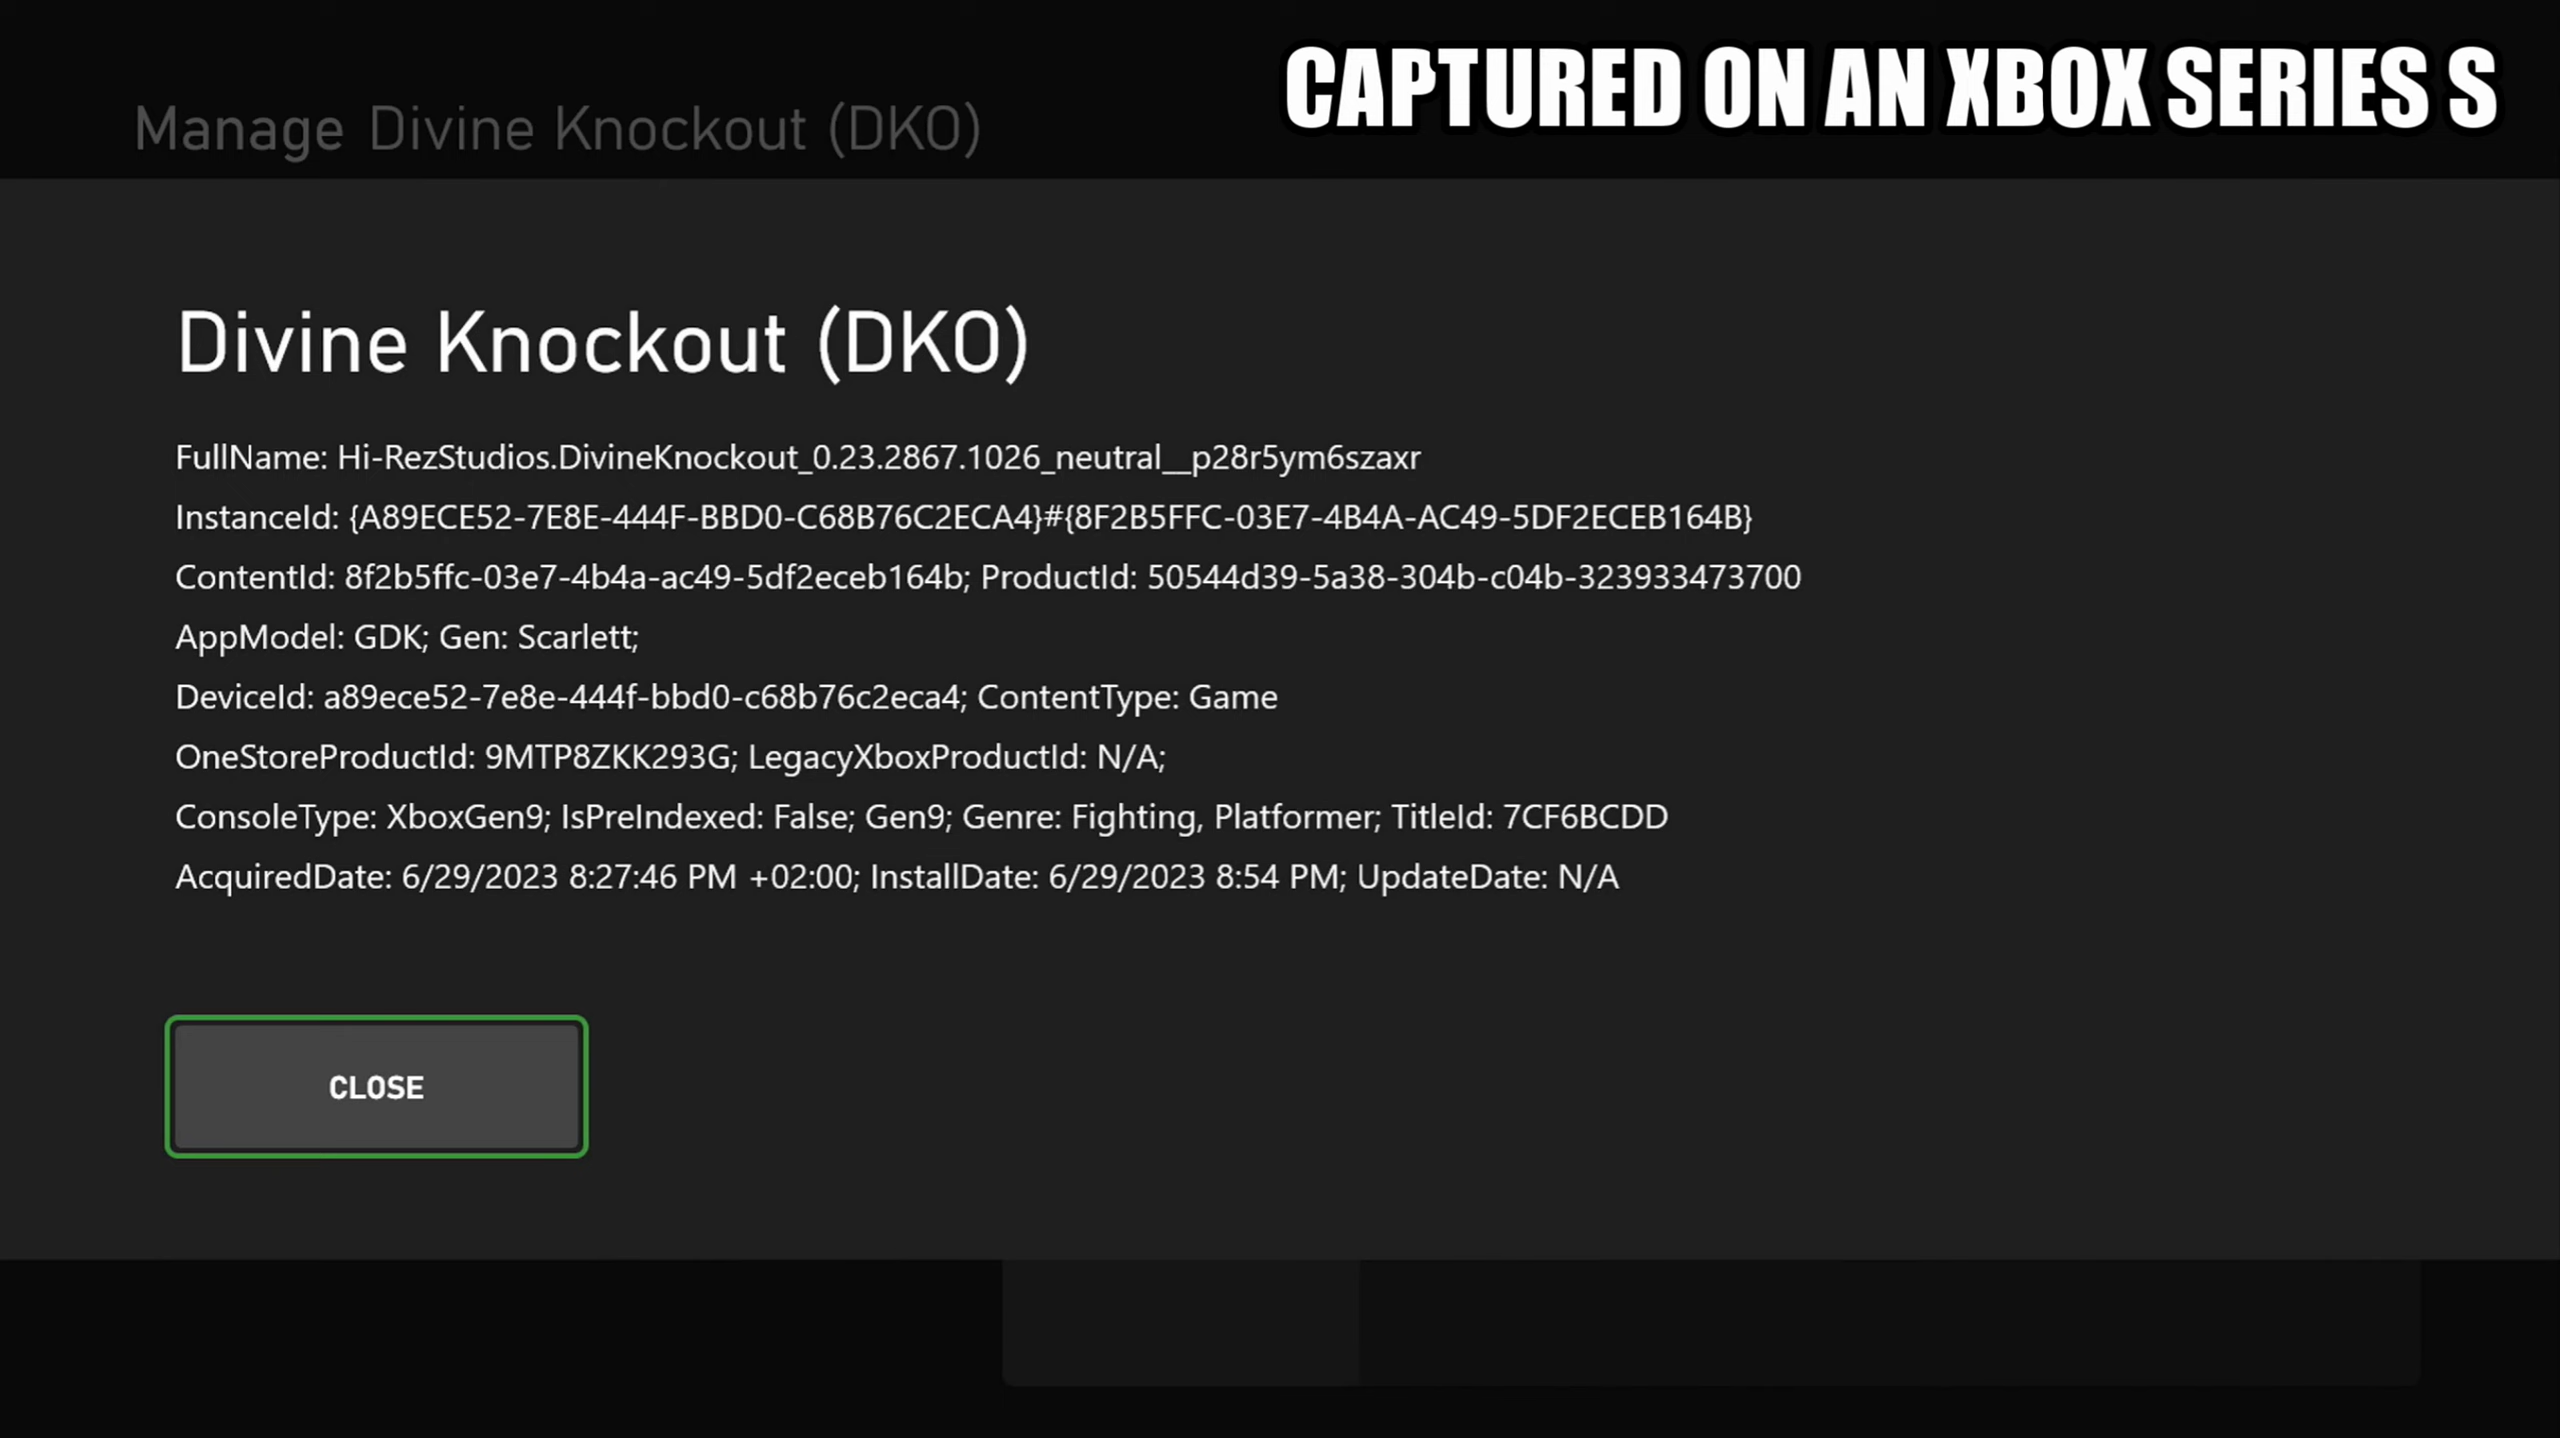 CAPTURED ON AN XBOX SERIES S
Manage Divine Knockout (DKO)
Divine Knockout (DKO)
FullName: Hi-RezStudios.DivineKnockout_0.23.2867.1026_neutral__p28r5ym6szaxr
InstanceId: {A89ECE52-7E8E-444F-BBD0-C68B76C2ECA4}#{8F2B5FFC-03E7-4B4A-AC49-5DF2ECEB164B}
ContentId: 8f2b5ffc-03e7-4b4a-ac49-5df2eceb164b; ProductId: 50544d39-5a38-304b-c04b-323933473700
AppModel: GDK; Gen: Scarlett;
DeviceId: a89ece52-7e8e-444f-bbd0-c68b76c2eca4; ContentType: Game
OneStoreProductId: 9MTP8ZKK293G; LegacyXboxProductId: N/A;
ConsoleType: XboxGen9; IsPreIndexed: False; Gen9; Genre: Fighting, Platformer; TitleId: 7CF6BCDD
AcquiredDate: 6/29/2023 8:27:46 PM +02:00; InstallDate: 6/29/2023 8:54 PM; UpdateDate: N/A
CLOSE